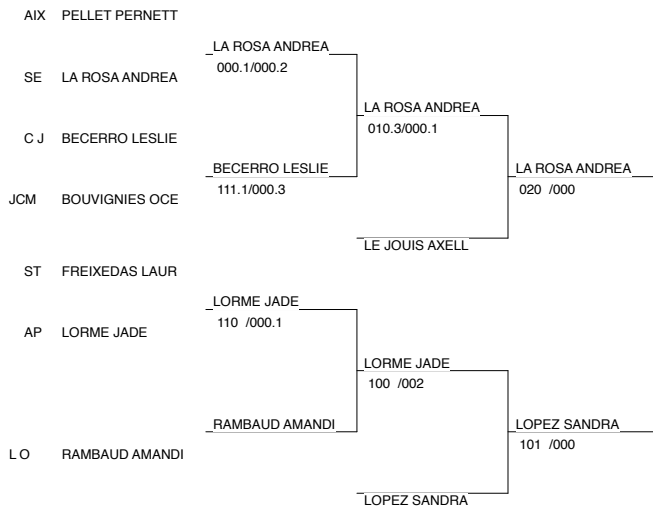 AIX PELLET PERNETT
LA ROSA ANDREA
000.1/000.2
SE LA ROSA ANDREA
LA ROSA ANDREA
010.3/000.1
C J BECERRO LESLIE
BECERRO LESLIE
111.1/000.3
LA ROSA ANDREA
020 /000
JCM BOUVIGNIES OCE
LE JOUIS AXELL
ST FREIXEDAS LAUR
LORME JADE
110 /000.1
AP LORME JADE
LORME JADE
100 /002
RAMBAUD AMANDI
LOPEZ SANDRA
101 /000
L O RAMBAUD AMANDI
LOPEZ SANDRA